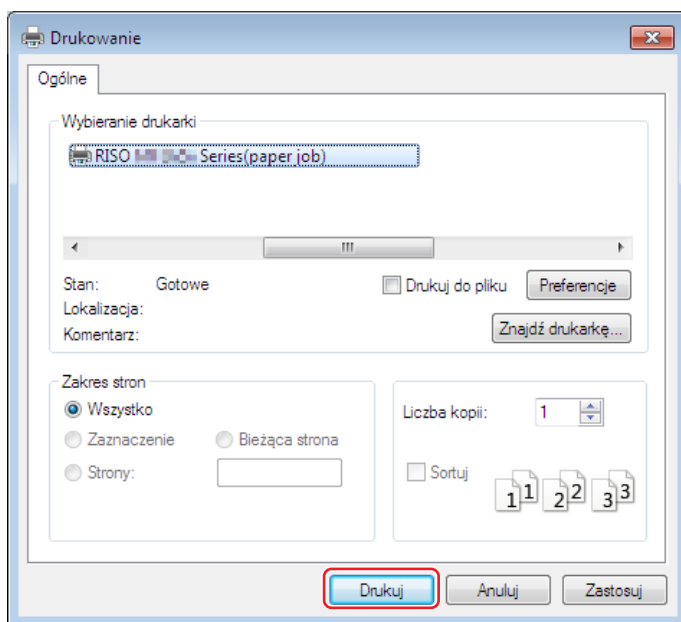 Drukowanie
Ogólne
Wybieranie drukarki
RISO Series(paper job)
Stan: Gotowe
Drukuj do pliku
Preferencje
Lokalizacja:
Komentarz:
Znajdź drukarkę...
Zakres stron
Wszystko
Zaznaczenie
Bieżąca strona
Strony:
Liczba kopii: 1
Sortuj
1 1 2 2 3 3
Drukuj
Anuluj
Zastosuj